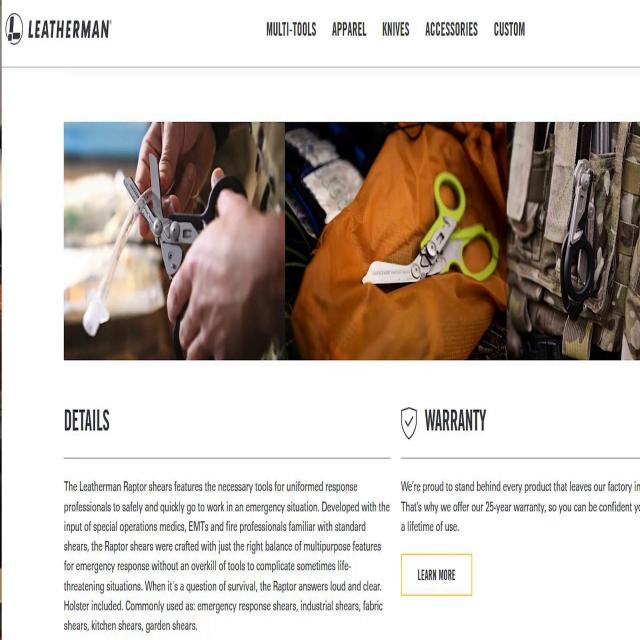 LEATHERMAN
MULTI-TOOLS APPAREL KNIVES ACCESSORIES CUSTOM
DETAILS
The Leatherman Raptor shears features the necessary tools for uniformed response
professionals to safely and quickly go to work in an emergency situation. Developed with the
input of special operations medics, EMTs and fire professionals familiar with standard
shears, the Raptor shears were crafted with just the right balance of multipurpose features
for emergency response without an overkill of tools to complicate sometimes life-
threatening situations. When it's a question of survival, the Raptor answers loud and clear.
Holster included. Commonly used as: emergency response shears, industrial shears, fabric
shears, kitchen shears, garden shears.
WARRANTY
We're proud to stand behind every product that leaves our factory in
That's why we offer our 25-year warranty, so you can be confident
a lifetime of use.
LEARN MORE